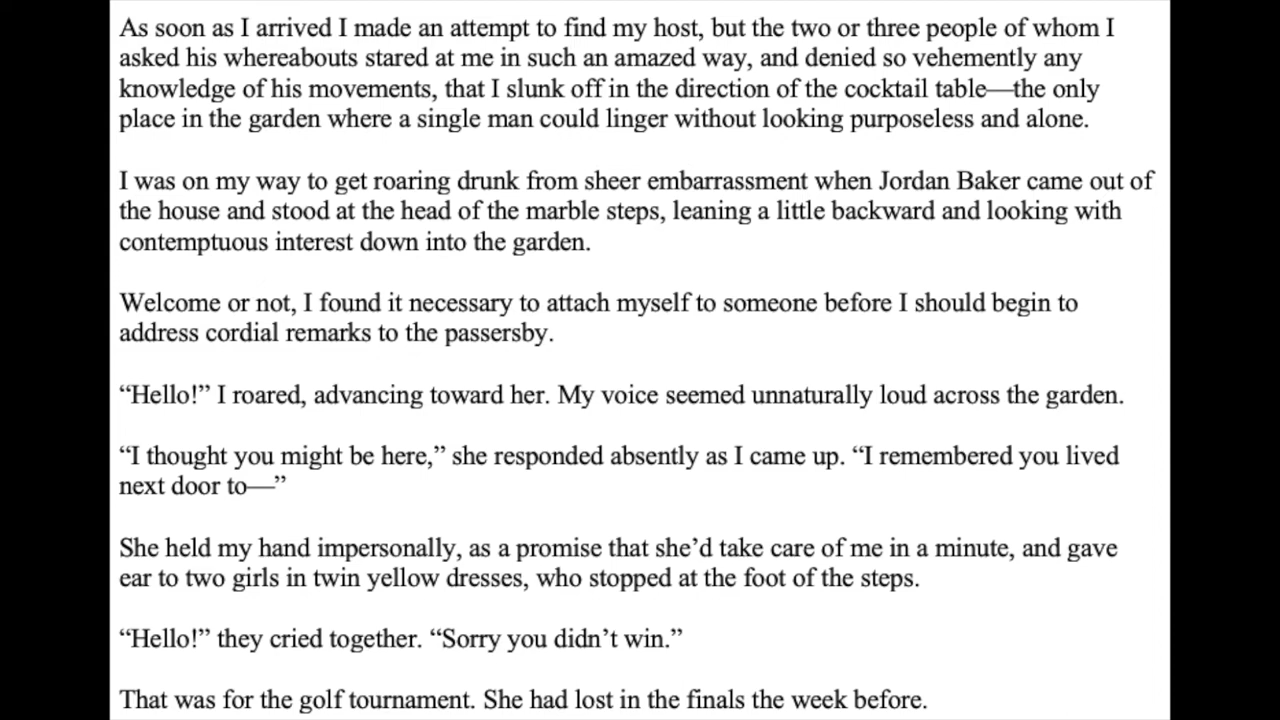 As soon as I arrived I made an attempt to find my host, but the two or three people of whom I
asked his whereabouts stared at me in such an amazed way, and denied so vehemently any
knowledge of his movements, that I slunk off in the direction of the cocktail table—the only
place in the garden where a single man could linger without looking purposeless and alone.
I was on my way to get roaring drunk from sheer embarrassment when Jordan Baker came out of
the house and stood at the head of the marble steps, leaning a little backward and looking with
contemptuous interest down into the garden.
Welcome or not, I found it necessary to attach myself to someone before I should begin to
address cordial remarks to the passersby.
“Hello!” I roared, advancing toward her. My voice seemed unnaturally loud across the garden.
“I thought you might be here,” she responded absently as I came up. “I remembered you lived
next door to—”
She held my hand impersonally, as a promise that she’d take care of me in a minute, and gave
ear to two girls in twin yellow dresses, who stopped at the foot of the steps.
“Hello!” they cried together. “Sorry you didn’t win.”
That was for the golf tournament. She had lost in the finals the week before.